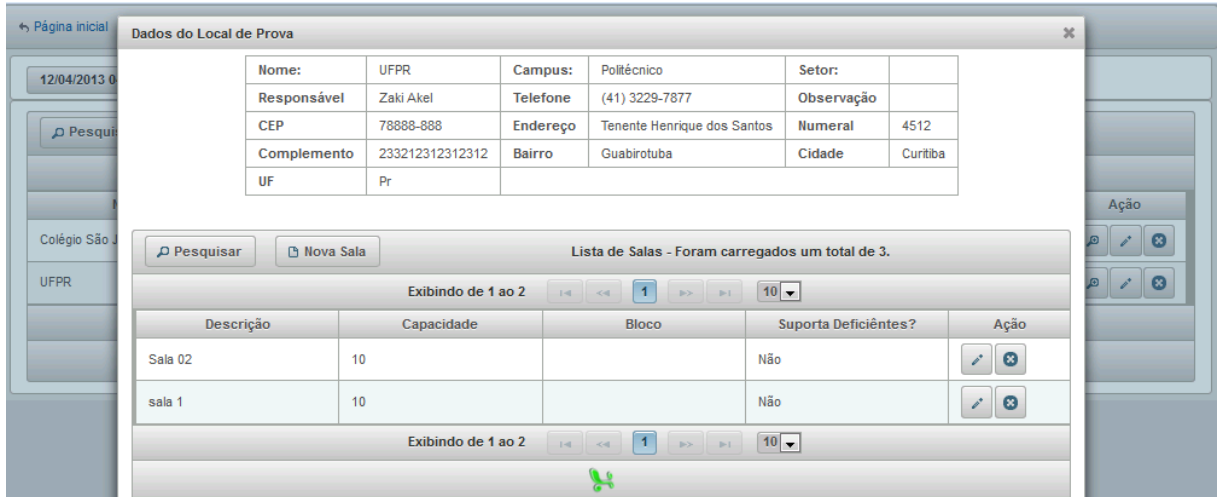 Página inicial
Dados do Local de Prova
12/04/2013 0
Nome: UFPR Campus: Politécnico Setor:
Responsável Zaki Akel Telefone (41) 3229-7877 Observação
CEP 78888-888 Endereço Tenente Henrique dos Santos Numeral 4512
Complemento 233212312312312 Bairro Guabirotuba Cidade Curitiba
UF Pr
Pesquis
Ação
Colégio São J
UFPR
Pesquisar Nova Sala Lista de Salas - Foram carregados um total de 3.
Exibindo de 1 ao 2 1 10
Descrição Capacidade Bloco Suporta Deficiêntes? Ação
Sala 02 10 Não
sala 1 10 Não
Exibindo de 1 ao 2 1 10